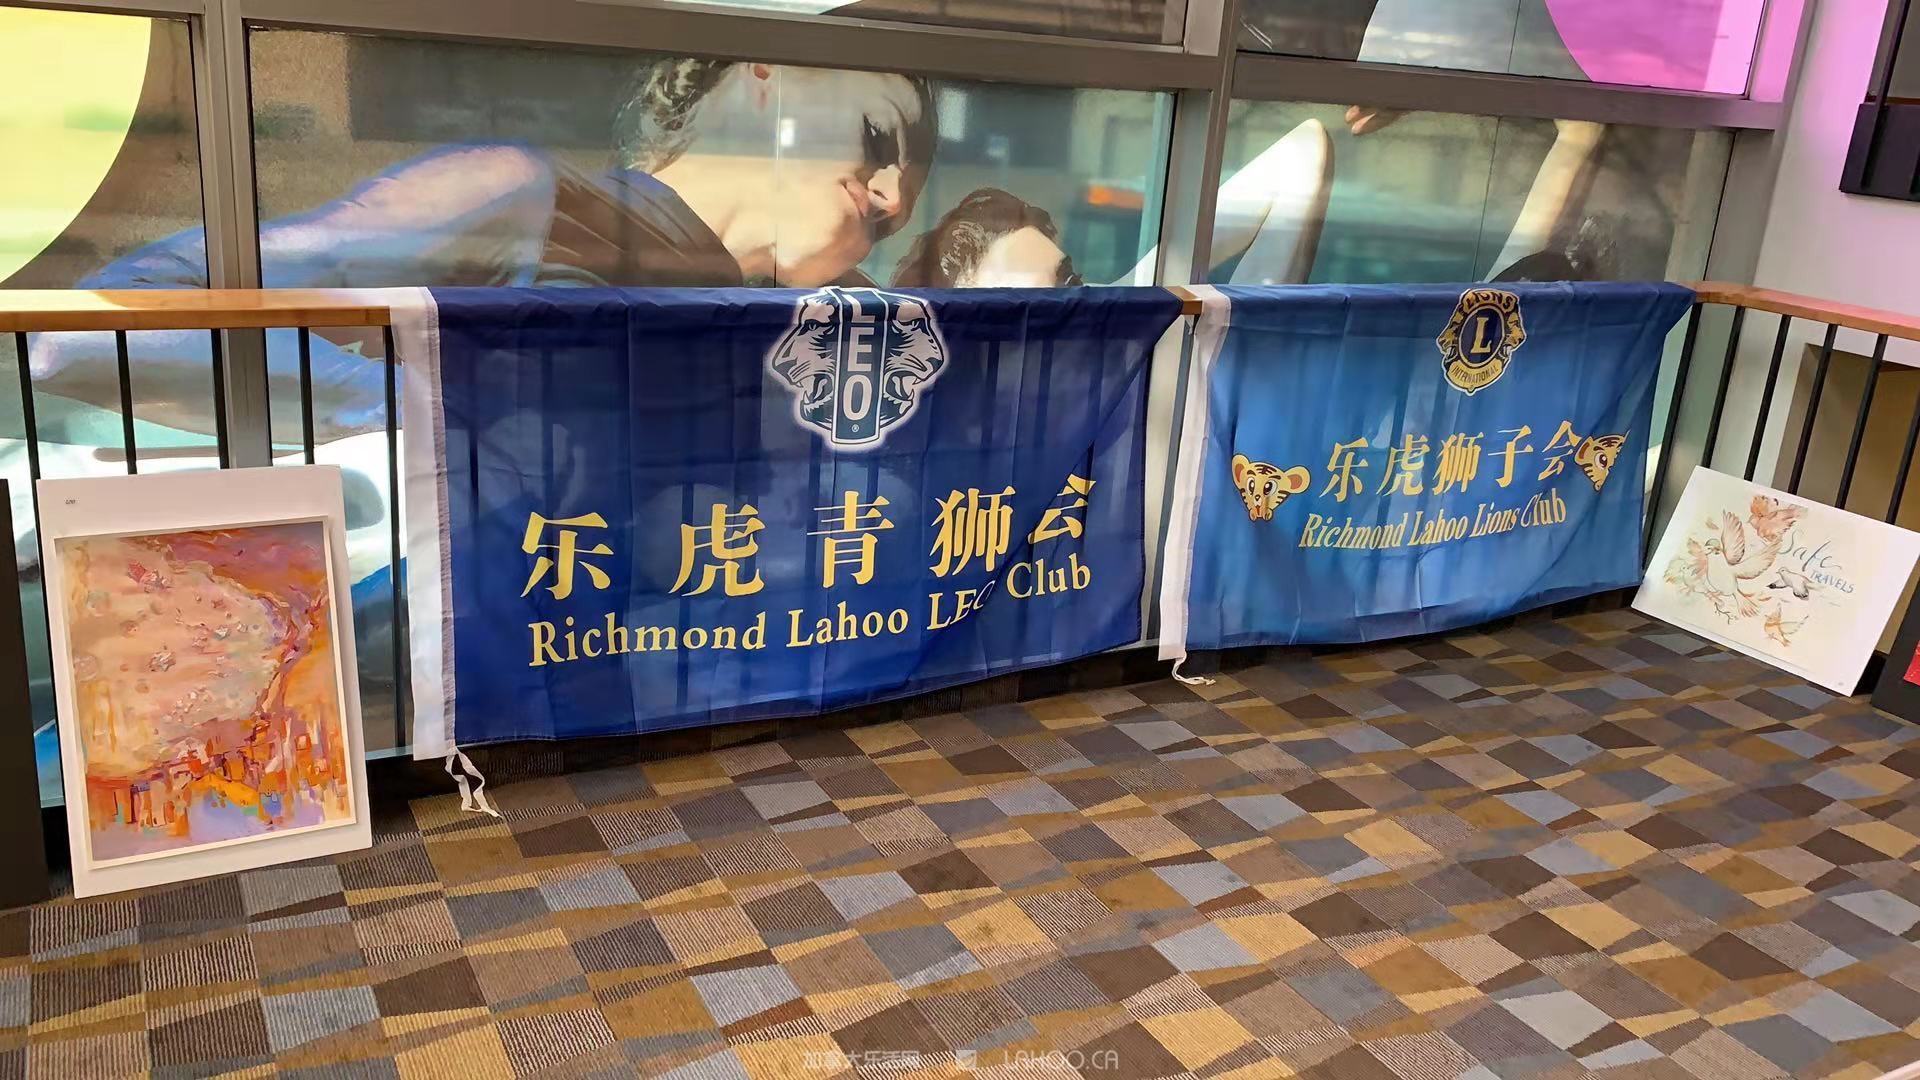 LEO
乐虎青狮会
Richmond Lahoo LEO Club
LIONS
L
INTERNATIONAL
乐虎狮子会
Richmond Lahoo Lions Club
Safe
TRAVELS
加拿大乐活网 LAHOO.CA